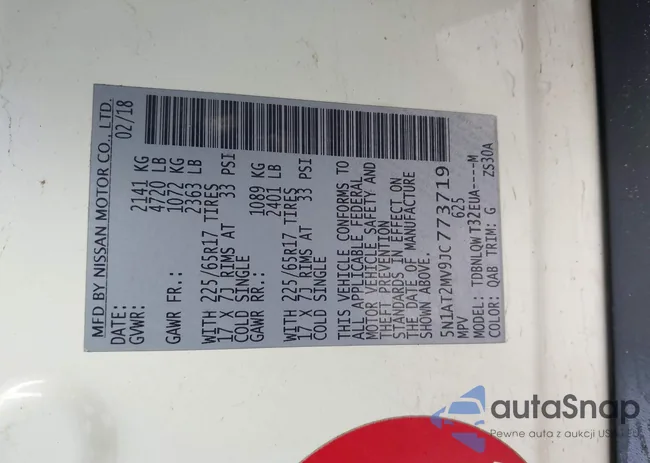 MFD BY NISSAN MOTOR CO., LTD.
DATE: 02/18
GVWR: 2141 KG
4720 LB
GAWR FR.: 1072 KG
2363 LB
WITH 225/65R17 TIRES
17 X 7J RIMS AT 33 PSI
COLD SINGLE
GAWR RR.: 1089 KG
2401 LB
WITH 225/65R17 TIRES
17 X 7J RIMS AT 33 PSI
COLD SINGLE
THIS VEHICLE CONFORMS TO
ALL APPLICABLE FEDERAL
MOTOR VEHICLE SAFETY AND
THEFT PREVENTION
STANDARDS IN EFFECT ON
THE DATE OF MANUFACTURE
SHOWN ABOVE.
5N1AT2MV9JC773719
MPV 625
MODEL: TDBNLQWT32EUA----M
COLOR: QAB TRIM: G ZS30A
autaSnap
Pewne auta z aukcji USA